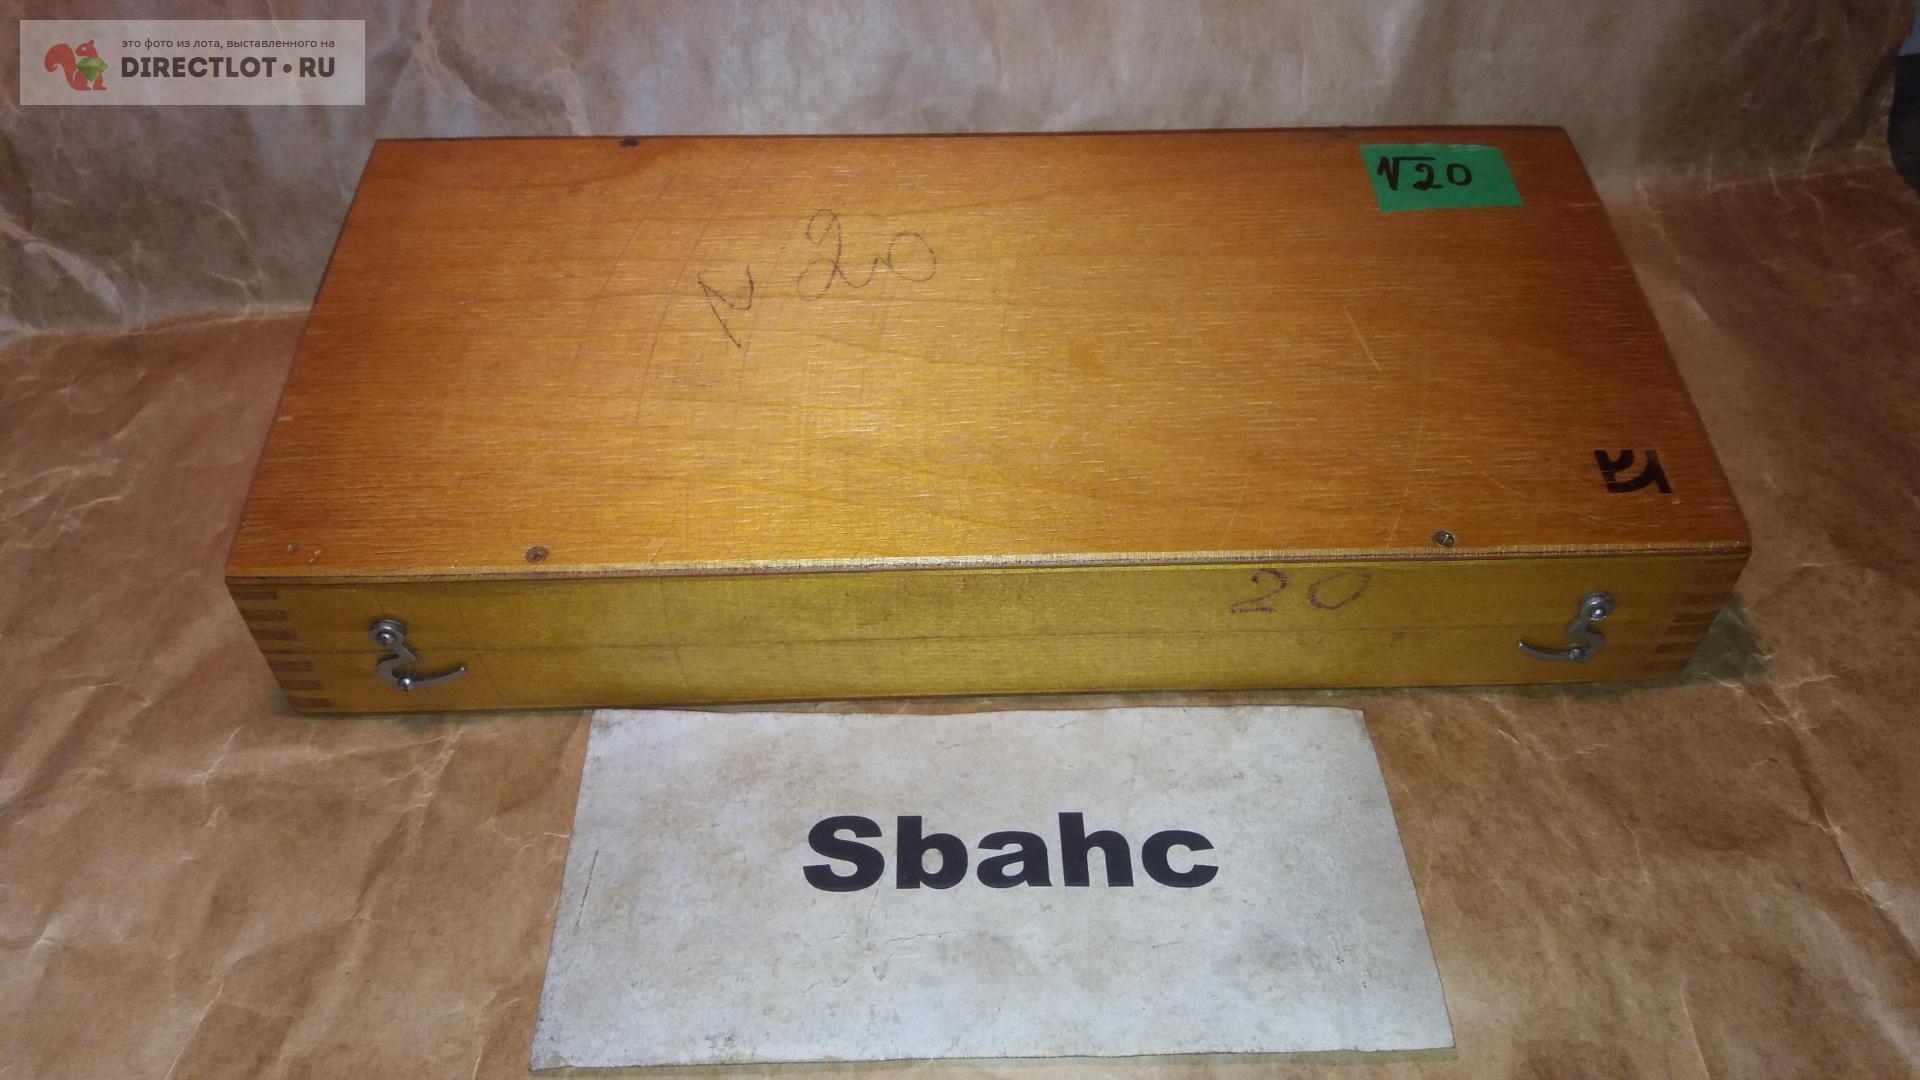 это фото из лота, выставленного на
DIRECTLOT.RU
№20
N 20
20
Sbahc